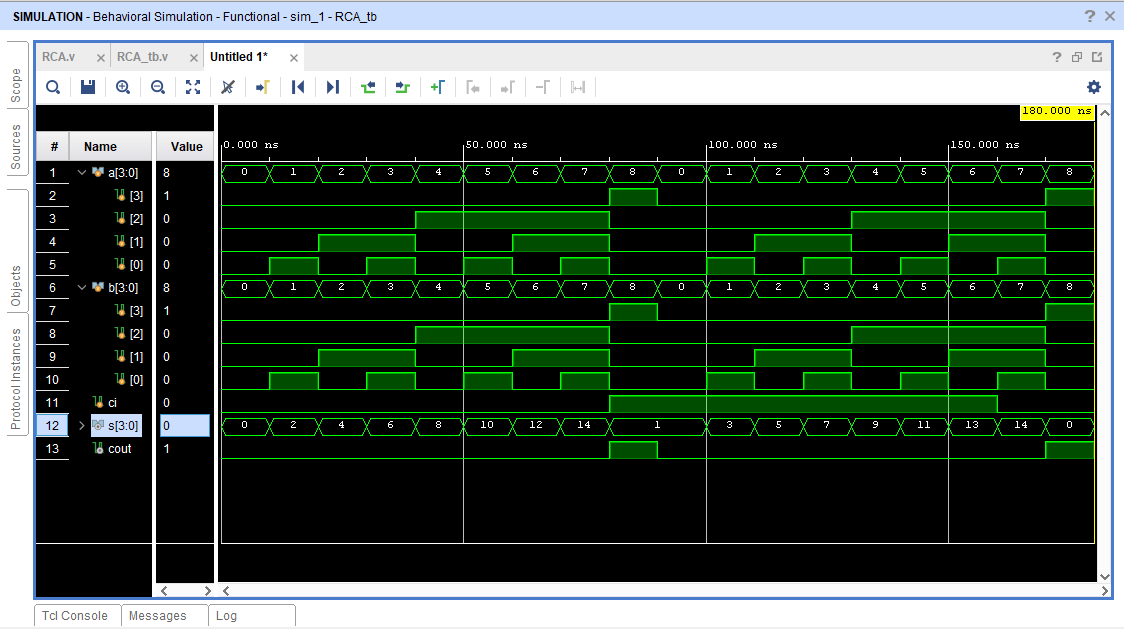 SIMULATION - Behavioral Simulation - Functional - sim_1 - RCA_tb ? ×
Scope
Sources
Objects
Protocol Instances
RCA.v × RCA_tb.v × Untitled 1* × ?
180.000 ns
# Name Value
0.000 ns 50.000 ns 100.000 ns 150.000 ns
1 a[3:0] 8 0 1 2 3 4 5 6 7 8 0 1 2 3 4 5 6 7 8
2 [3] 1
3 [2] 0
4 [1] 0
5 [0] 0
6 b[3:0] 8 0 1 2 3 4 5 6 7 8 0 1 2 3 4 5 6 7 8
7 [3] 1
8 [2] 0
9 [1] 0
10 [0] 0
11 ci 0
12 s[3:0] 0 0 2 4 6 8 10 12 14 1 3 5 7 9 11 13 14 0
13 cout 1
Tcl Console Messages Log